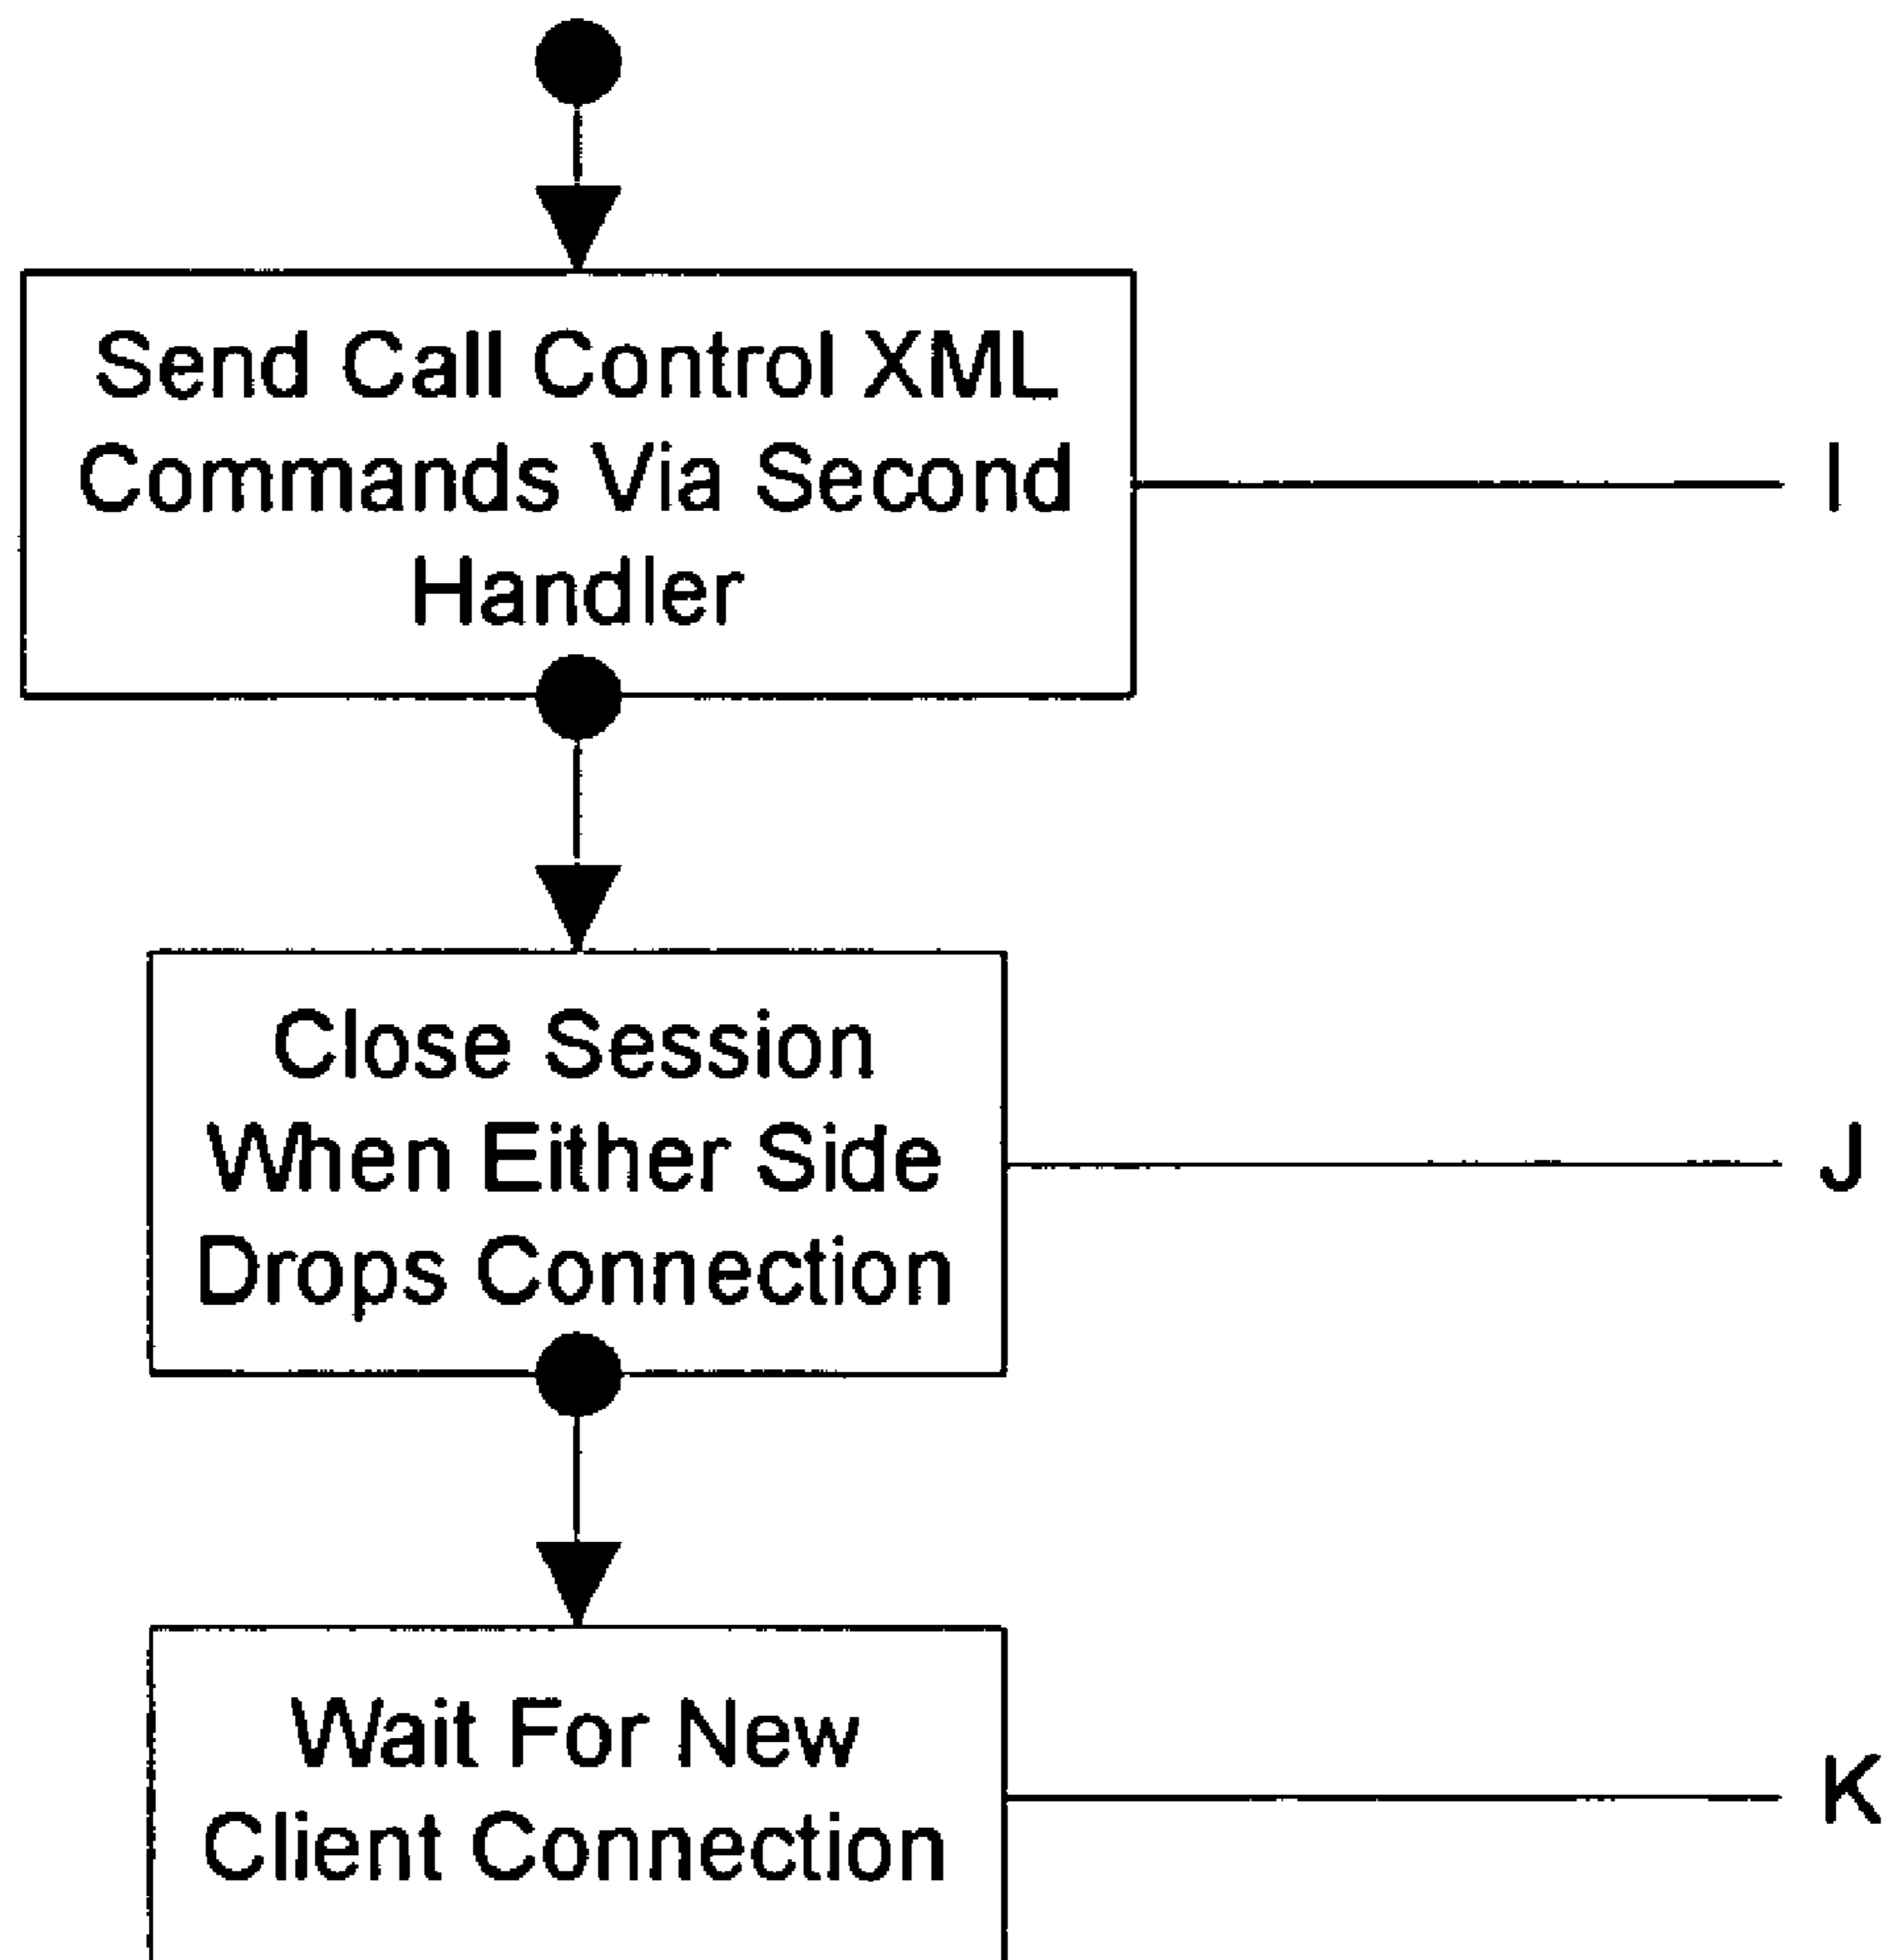 Send Call Control XML
Commands Via Second
Handler
I
Close Session
When Either Side
Drops Connection
J
Wait For New
Client Connection
K